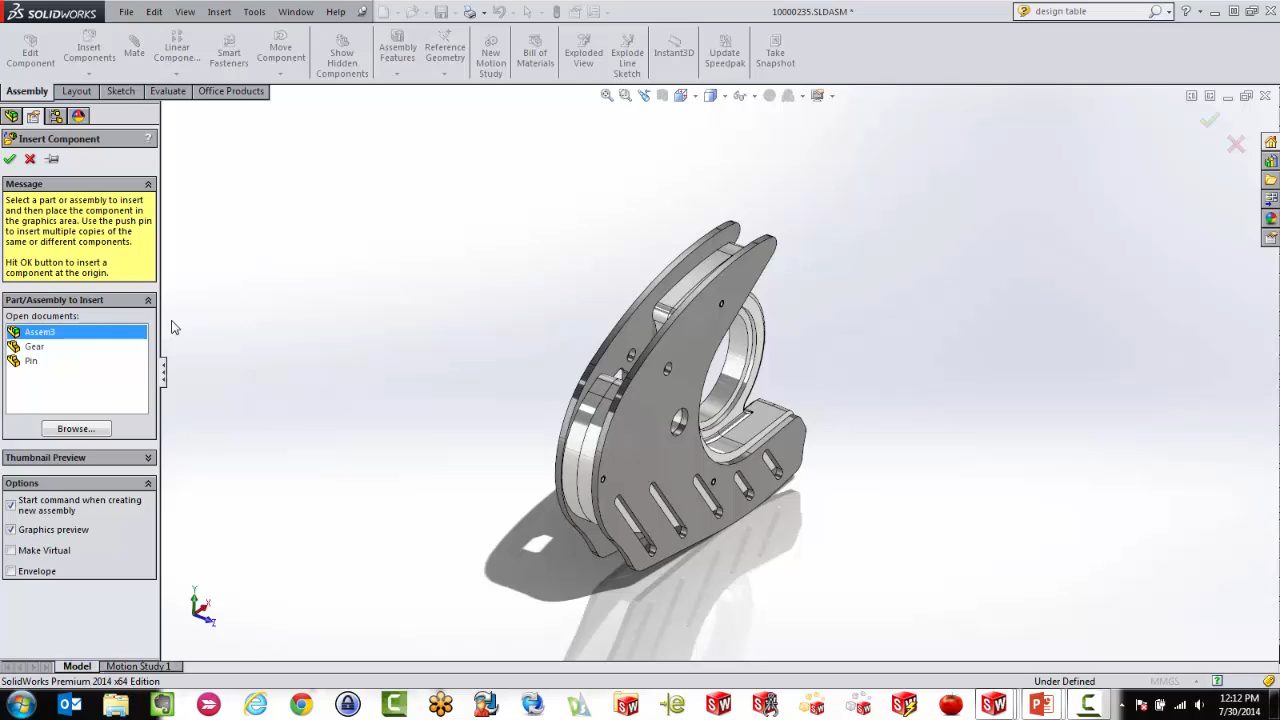 SOLIDWORKS
File
Edit
View
Insert
Tools
Window
Help
10000235.SLDASM *
design table
Edit
Component
Insert
Components
Mate
Linear
Compone...
Smart
Fasteners
Move
Component
Show
Hidden
Components
Assembly
Features
Reference
Geometry
New
Motion
Study
Bill of
Materials
Exploded
View
Explode
Line
Sketch
Instant3D
Update
Speedpak
Take
Snapshot
Assembly
Layout
Sketch
Evaluate
Office Products
Insert Component
?
Message
Select a part or assembly to insert
and then place the component in
the graphics area. Use the push pin
to insert multiple copies of the
same or different components.
Hit OK button to insert a
component at the origin.
Part/Assembly to Insert
Open documents:
Assem3
Gear
Pin
Browse...
Thumbnail Preview
Options
Start command when creating
new assembly
Graphics preview
Make Virtual
Envelope
Y
X
Z
Model
Motion Study 1
SolidWorks Premium 2014 x64 Edition
Under Defined
MMGS
?
12:12 PM
7/30/2014